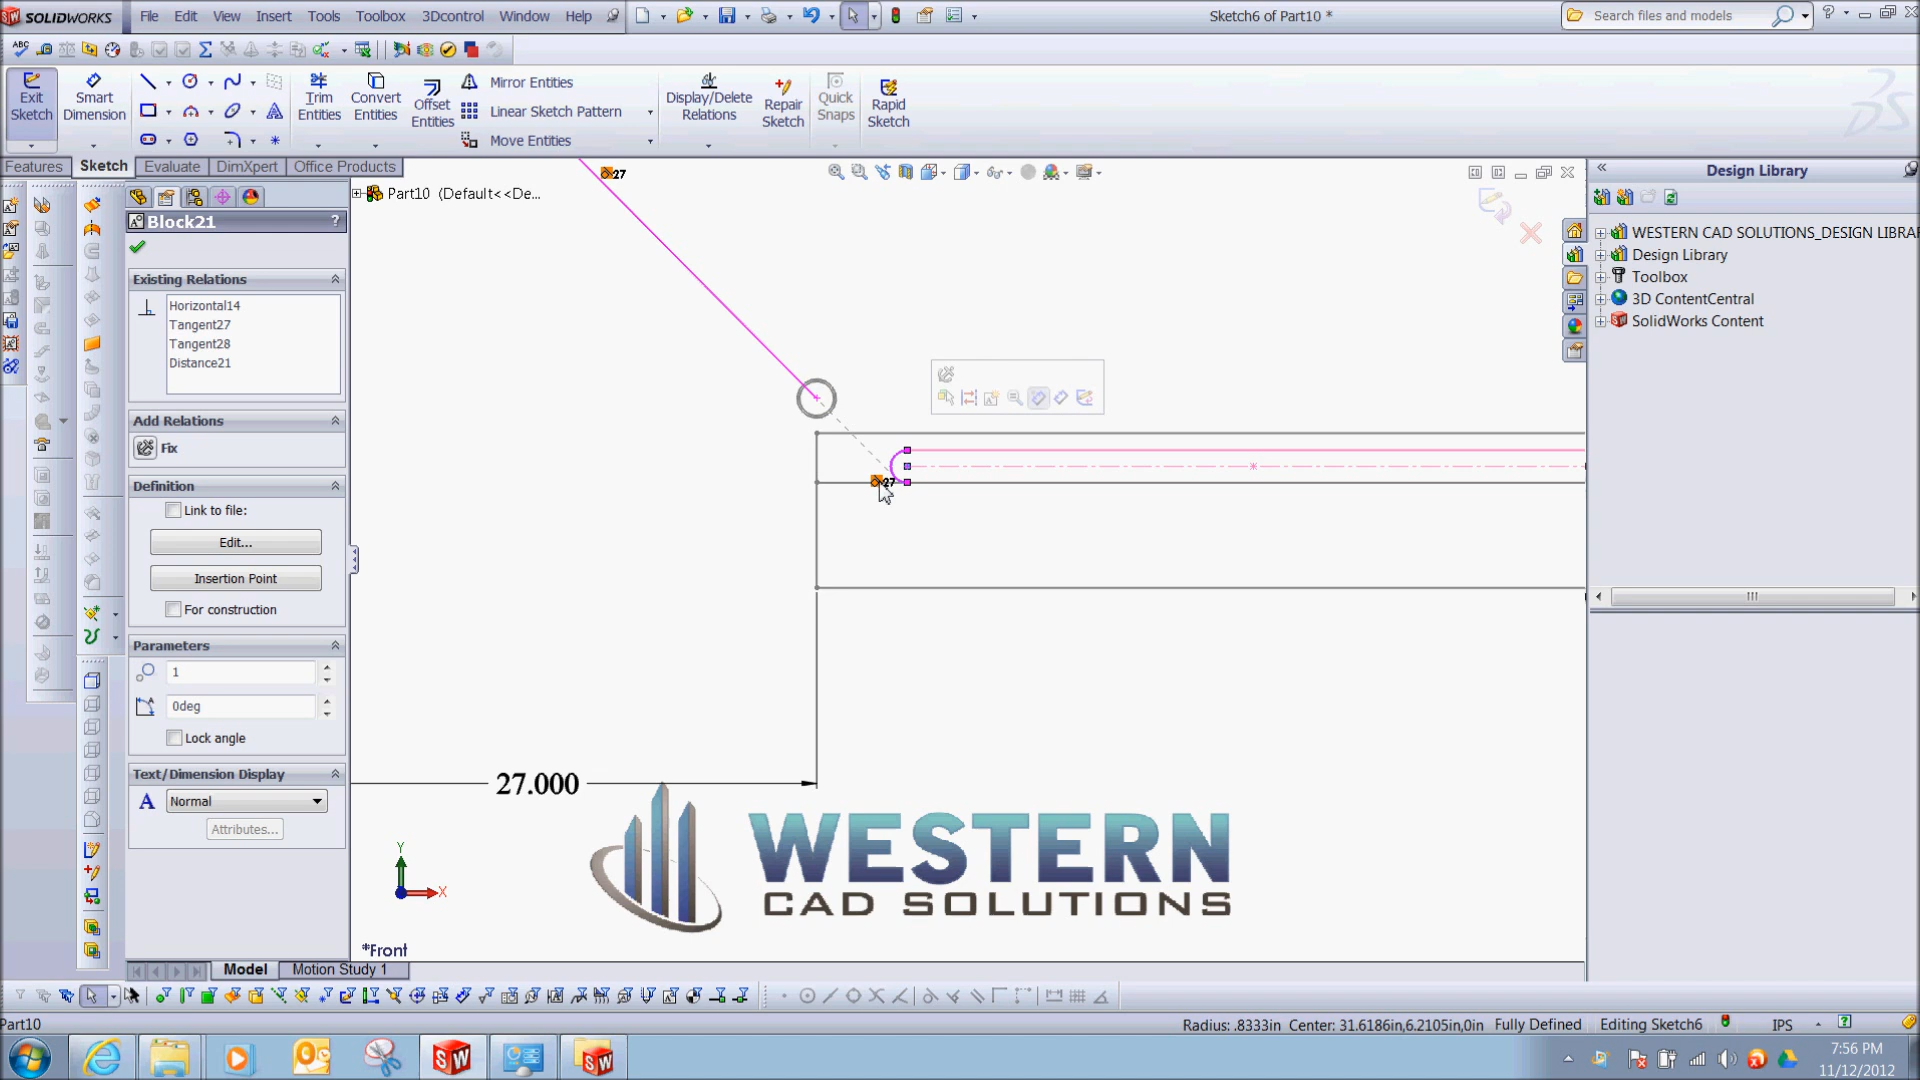 SOLIDWORKS File Edit View Insert Tools Toolbox 3Dcontrol Window Help
Sketch6 of Part10 *
Search files and models
Exit Sketch
Smart Dimension
Trim Entities
Convert Entities
Offset Entities
Mirror Entities
Linear Sketch Pattern
Move Entities
Display/Delete Relations
Repair Sketch
Quick Snaps
Rapid Sketch
Features Sketch Evaluate DimXpert Office Products
27
Part10 (Default<<De...
Block21
?
Existing Relations
Horizontal14
Tangent27
Tangent28
Distance21
Add Relations
Fix
Definition
Link to file:
Edit...
Insertion Point
For construction
Parameters
1
0deg
Lock angle
Text/Dimension Display
A Normal
Attributes...
27
27.000
WESTERN
CAD SOLUTIONS
Y
X
*Front
Model Motion Study 1
Design Library
WESTERN CAD SOLUTIONS_DESIGN LIBRA
Design Library
Toolbox
3D ContentCentral
SolidWorks Content
Part10
Radius: .8333in Center: 31.6186in,6.2105in,0in Fully Defined Editing Sketch6 IPS
7:56 PM
11/12/2012